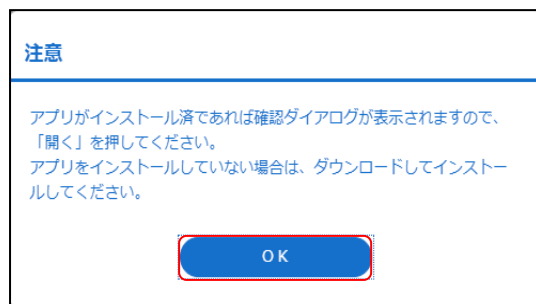 注意
アプリがインストール済であれば確認ダイアログが表示されますので、
「開く」を押してください。
アプリをインストールしていない場合は、ダウンロードしてインストー
ルしてください。
OK